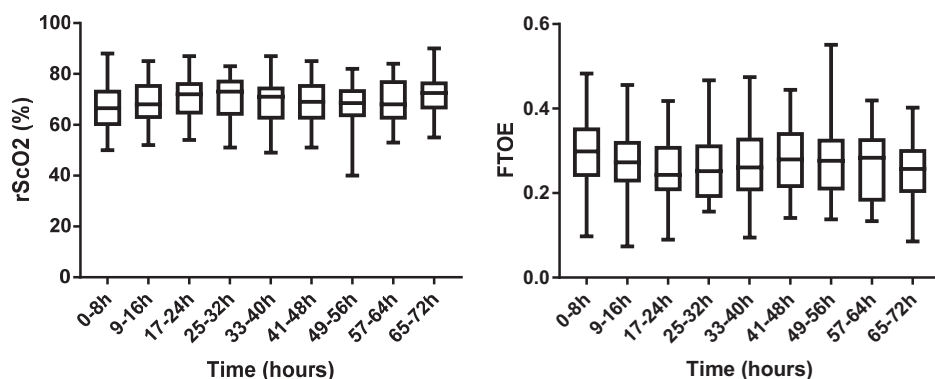 100
80
60
40
20
0
rScO2 (%)
0-8h
9-16h
17-24h
25-32h
33-40h
41-48h
49-56h
57-64h
65-72h
Time (hours)
0.6
0.4
0.2
0.0
FTOE
0-8h
9-16h
17-24h
25-32h
33-40h
41-48h
49-56h
57-64h
65-72h
Time (hours)